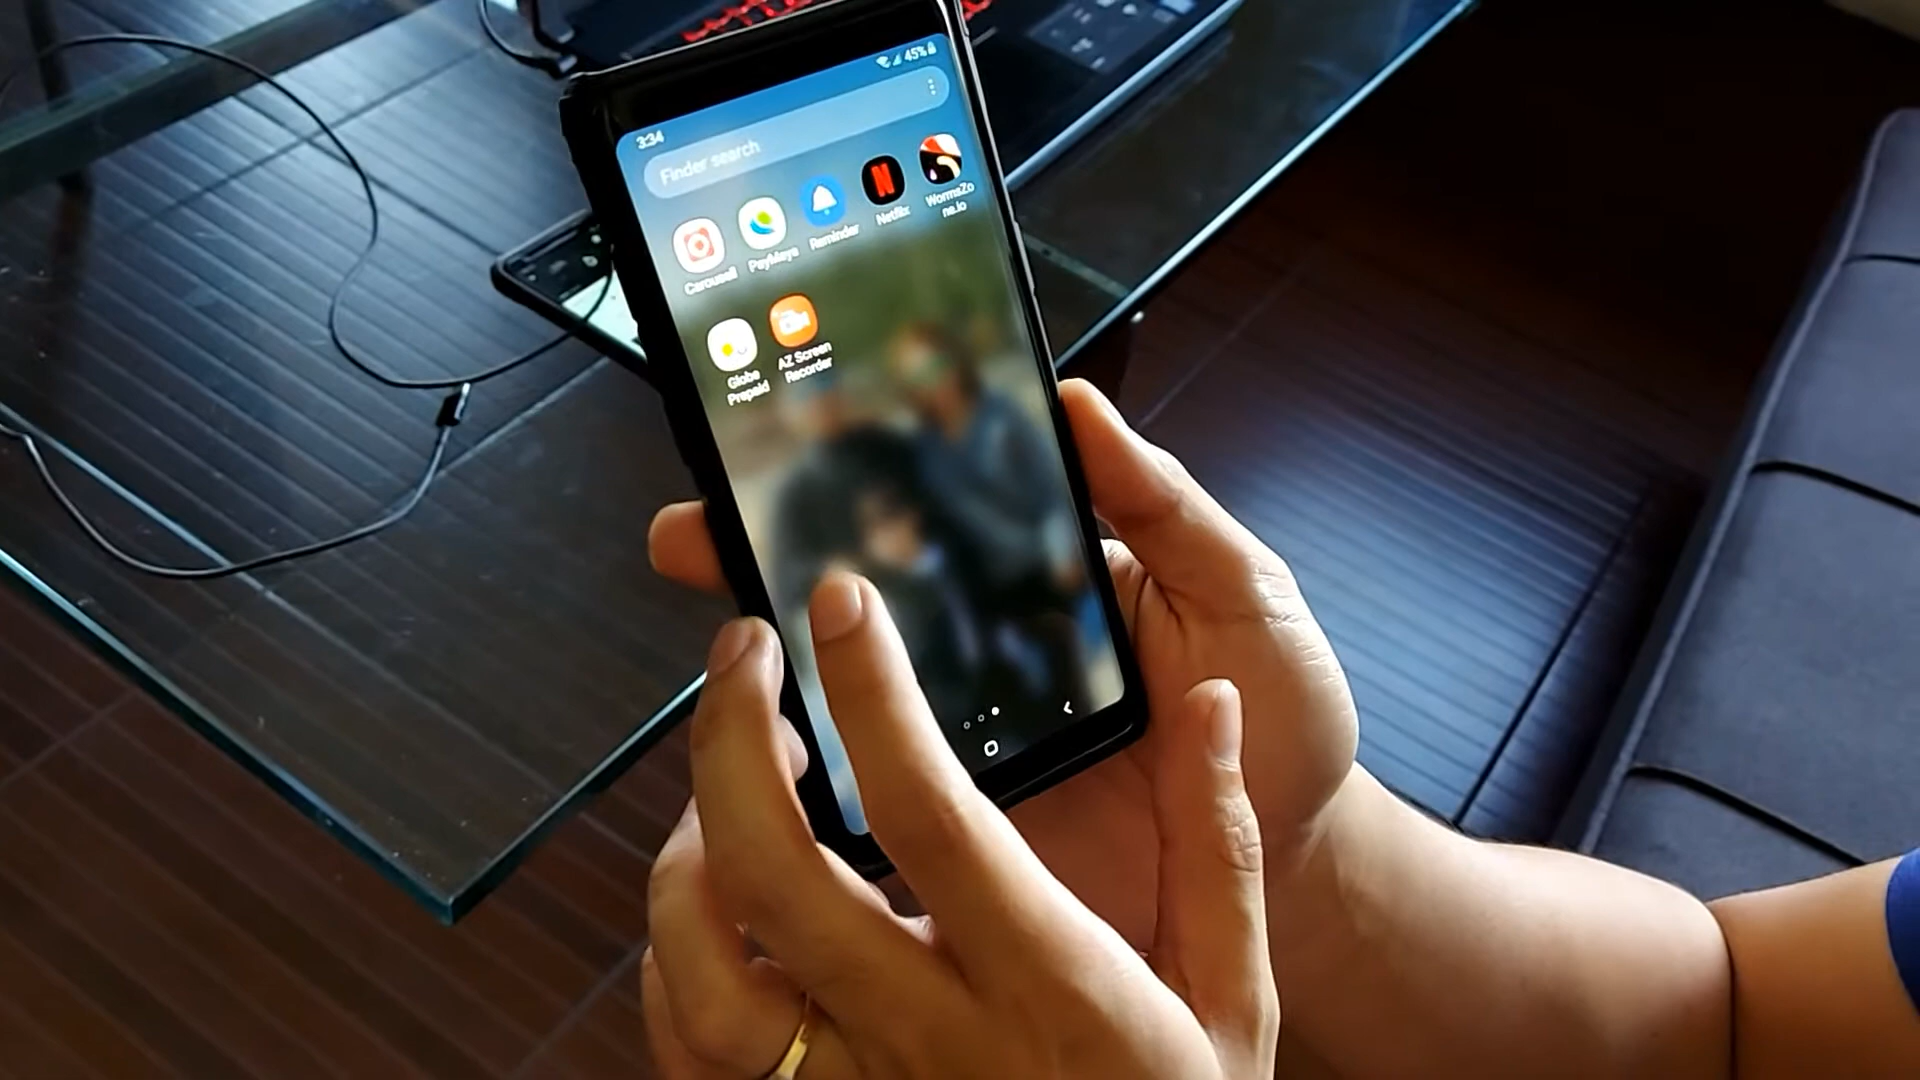 3:34
45%
Finder search
Carousell
PayMaya
Reminder
N
Netflix
WormsZo
ne.io
Globe
Prepaid
AZ Screen
Recorder